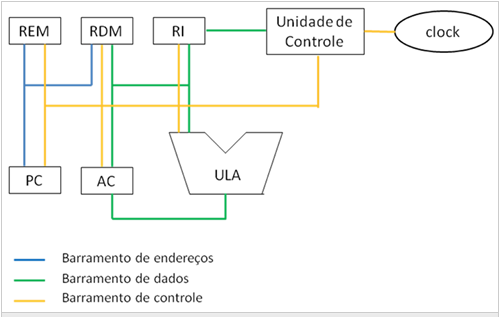 REM
RDM
RI
Unidade de
Controle
clock
PC
AC
ULA
Barramento de endereços
Barramento de dados
Barramento de controle